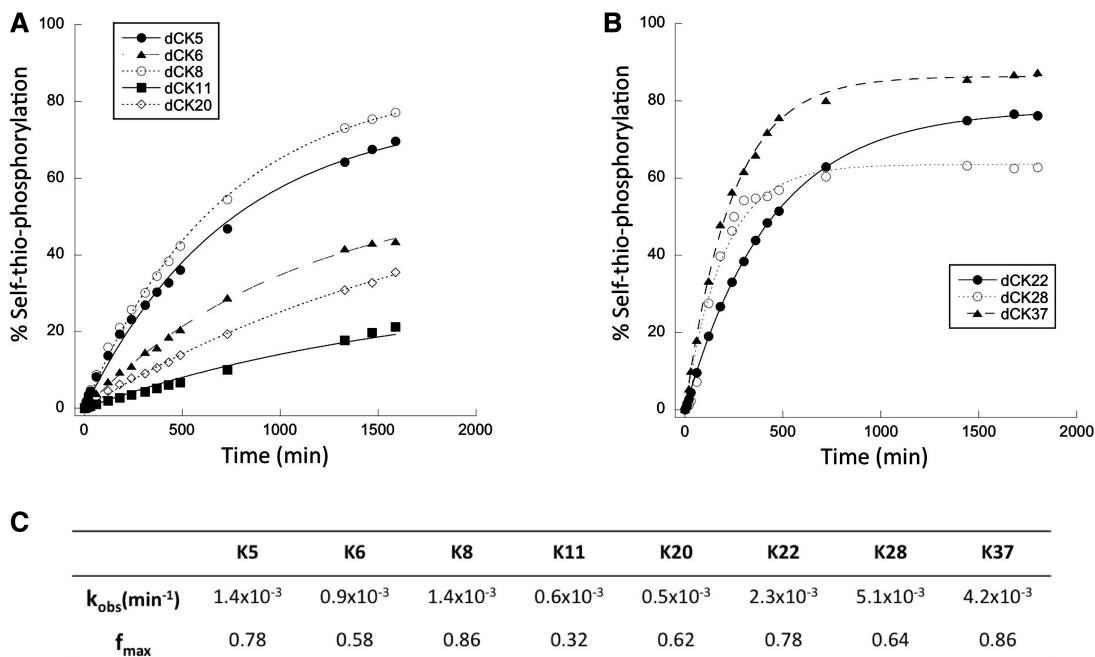 A
100
80
60
40
20
0
% Self-thio-phosphorylation
dCK5
dCK6
dCK8
dCK11
dCK20
0 500 1000 1500 2000
Time (min)
B
100
80
60
40
20
0
% Self-thio-phosphorylation
dCK22
dCK28
dCK37
0 500 1000 1500 2000
Time (min)
C
K5 K6 K8 K11 K20 K22 K28 K37
kobs(min-1) 1.4x10-3 0.9x10-3 1.4x10-3 0.6x10-3 0.5x10-3 2.3x10-3 5.1x10-3 4.2x10-3
fmax 0.78 0.58 0.86 0.32 0.62 0.78 0.64 0.86